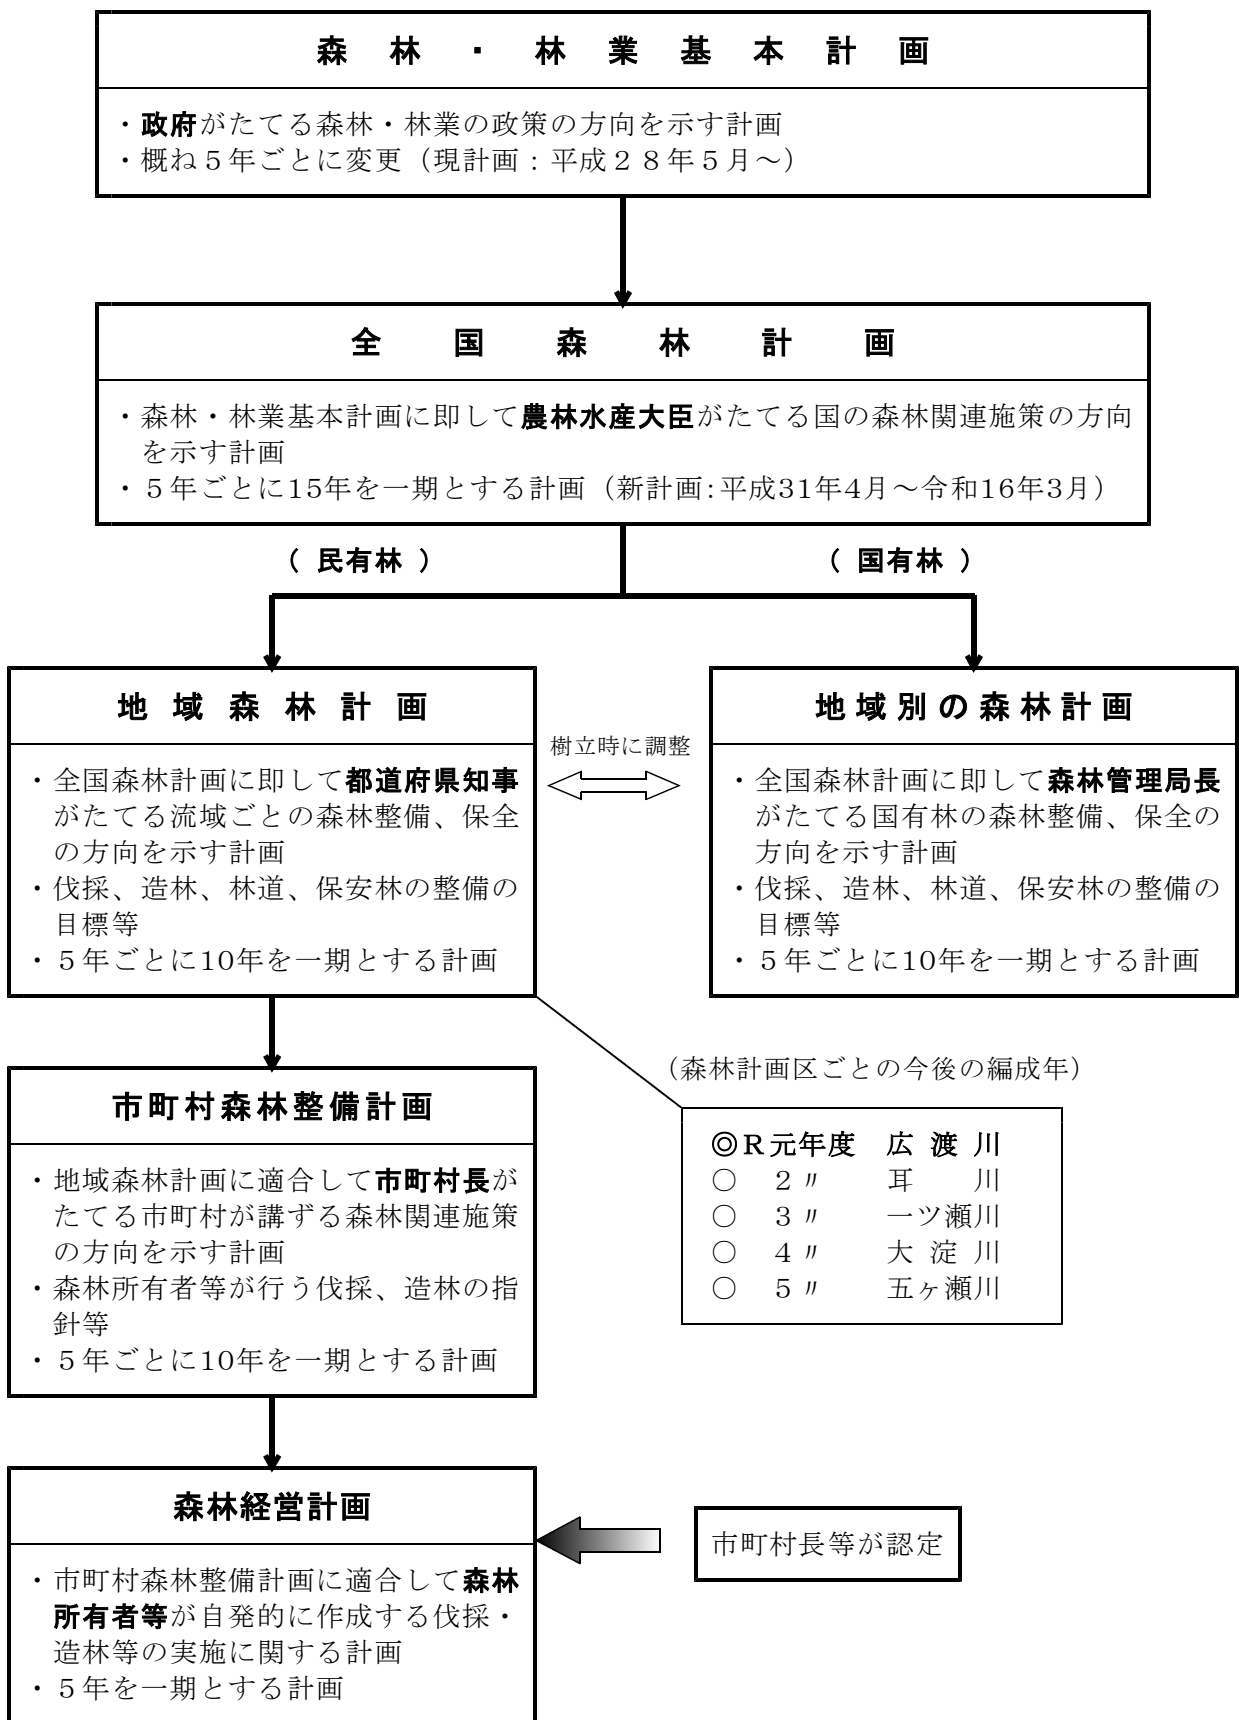 森林・林業基本計画
・政府がたてる森林・林業の政策の方向を示す計画
・概ね５年ごとに変更（現計画：平成２８年５月～）
全国森林計画
・森林・林業基本計画に即して農林水産大臣がたてる国の森林関連施策の方向
を示す計画
・５年ごとに15年を一期とする計画（新計画:平成31年4月～令和16年3月）
（ 民有林 ）
（ 国有林 ）
地域森林計画
・全国森林計画に即して都道府県知事
がたてる流域ごとの森林整備、保全
の方向を示す計画
・伐採、造林、林道、保安林の整備の
目標等
・５年ごとに10年を一期とする計画
樹立時に調整
地域別の森林計画
・全国森林計画に即して森林管理局長
がたてる国有林の森林整備、保全の
方向を示す計画
・伐採、造林、林道、保安林の整備の
目標等
・５年ごとに10年を一期とする計画
（森林計画区ごとの今後の編成年）
◎Ｒ元年度 広渡川
○ ２〃 耳川
○ ３〃 一ツ瀬川
○ ４〃 大淀川
○ ５〃 五ヶ瀬川
市町村森林整備計画
・地域森林計画に適合して市町村長が
たてる市町村が講ずる森林関連施策
の方向を示す計画
・森林所有者等が行う伐採、造林の指
針等
・５年ごとに10年を一期とする計画
森林経営計画
・市町村森林整備計画に適合して森林
所有者等が自発的に作成する伐採・
造林等の実施に関する計画
・５年を一期とする計画
市町村長等が認定